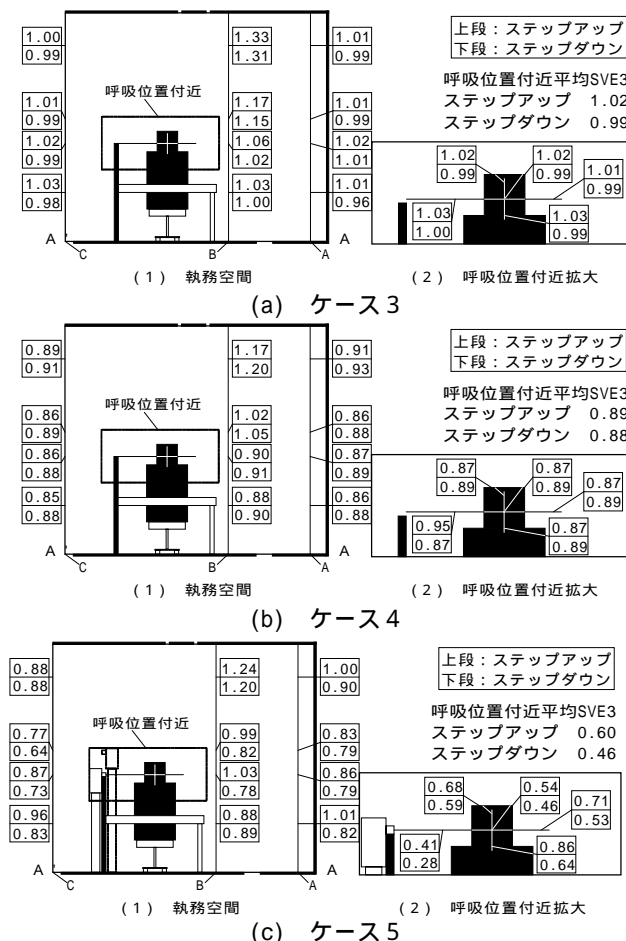 1.00 1.33 1.01 上段：ステップアップ
0.99 1.31 0.99 下段：ステップダウン
呼吸位置付近平均SVE3
呼吸位置付近 ステップアップ 1.02
ステップダウン 0.99
1.01 1.17 1.01
0.99 1.15 0.99
1.02 1.06 1.02
0.99 1.02 1.01
1.03 1.03 1.01
0.98 1.00 0.96
1.02 1.02 1.01
0.99 0.99 0.99
1.03 1.03
1.00 0.99
A C B A A
(1) 執務空間 (2) 呼吸位置付近拡大
(a) ケース3
0.89 1.17 0.91 上段：ステップアップ
0.91 1.20 0.93 下段：ステップダウン
呼吸位置付近平均SVE3
呼吸位置付近 ステップアップ 0.89
ステップダウン 0.88
0.86 1.02 0.86
0.89 1.05 0.88
0.86 0.90 0.87
0.88 0.91 0.89
0.85 0.88 0.86
0.88 0.90 0.88
0.87 0.87 0.87
0.89 0.89 0.89
0.95 0.87
0.87 0.89
A C B A A
(1) 執務空間 (2) 呼吸位置付近拡大
(b) ケース4
0.88 1.24 1.00 上段：ステップアップ
0.88 1.20 0.90 下段：ステップダウン
呼吸位置付近平均SVE3
呼吸位置付近 ステップアップ 0.60
ステップダウン 0.46
0.77 0.99 0.83
0.64 0.82 0.79
0.87 1.03 0.86
0.73 0.78 0.79
0.96 0.88 1.01
0.83 0.89 0.82
0.68 0.54 0.71
0.59 0.46 0.53
0.41 0.86
0.28 0.64
A C B A A
(1) 執務空間 (2) 呼吸位置付近拡大
(c) ケース5